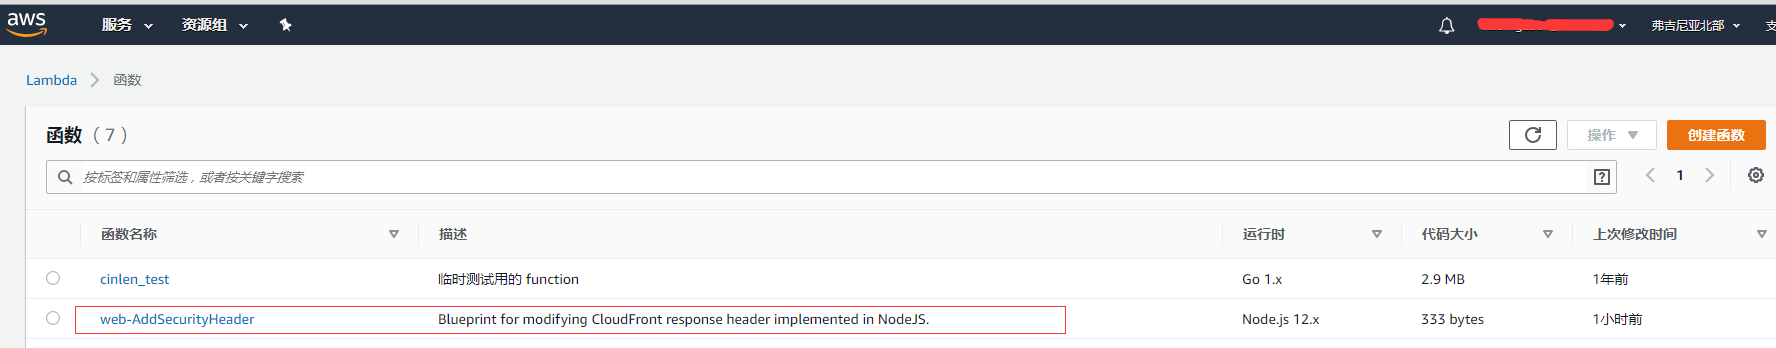 aws 服务 资源组 弗吉尼亚北部 支
Lambda > 函数
函数 ( 7 ) 操作 创建函数
按标签和属性筛选，或者按关键字搜索 ? < 1 >
函数名称 描述 运行时 代码大小 上次修改时间
cinlen_test 临时测试用的 function Go 1.x 2.9 MB 1年前
web-AddSecurityHeader Blueprint for modifying CloudFront response header implemented in NodeJS. Node.js 12.x 333 bytes 1小时前